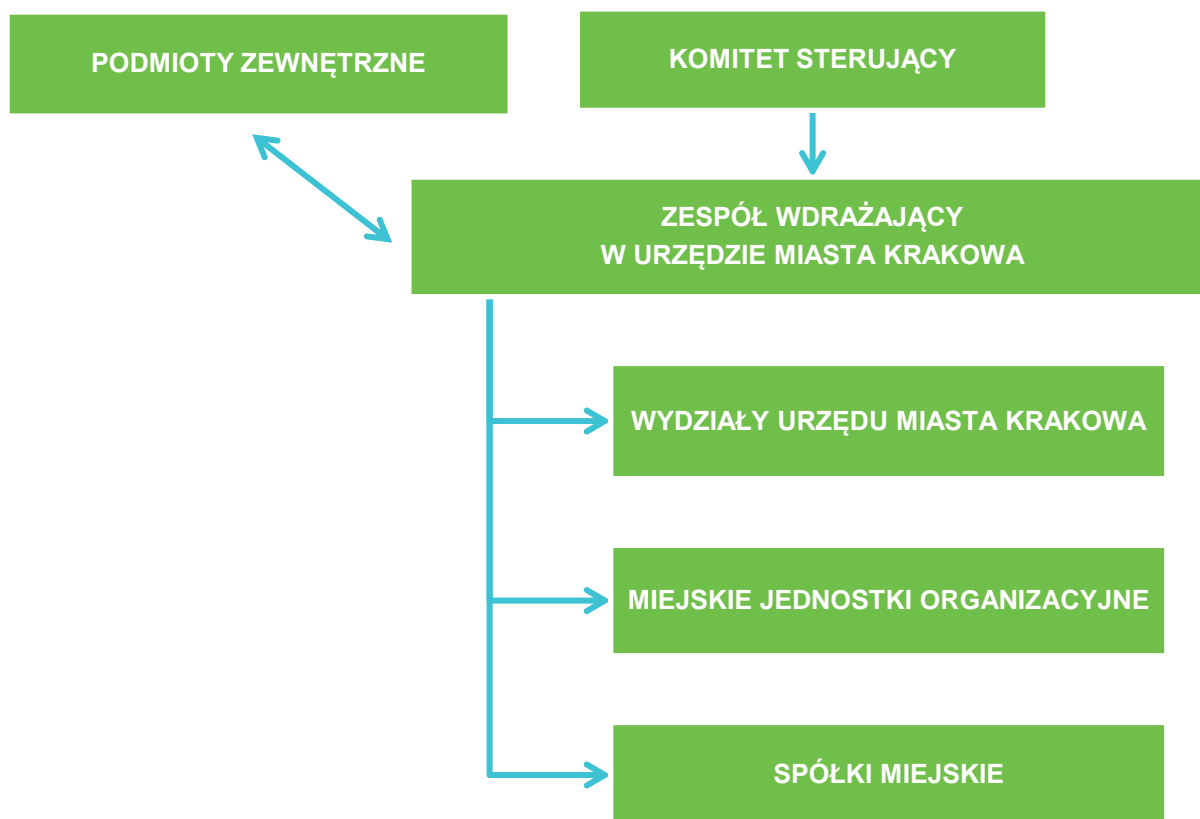 PODMIOTY ZEWNĘTRZNE
KOMITET STERUJĄCY
ZESPÓŁ WDRAŻAJĄCY
W URZĘDZIE MIASTA KRAKOWA
WYDZIAŁY URZĘDU MIASTA KRAKOWA
MIEJSKIE JEDNOSTKI ORGANIZACYJNE
SPÓŁKI MIEJSKIE